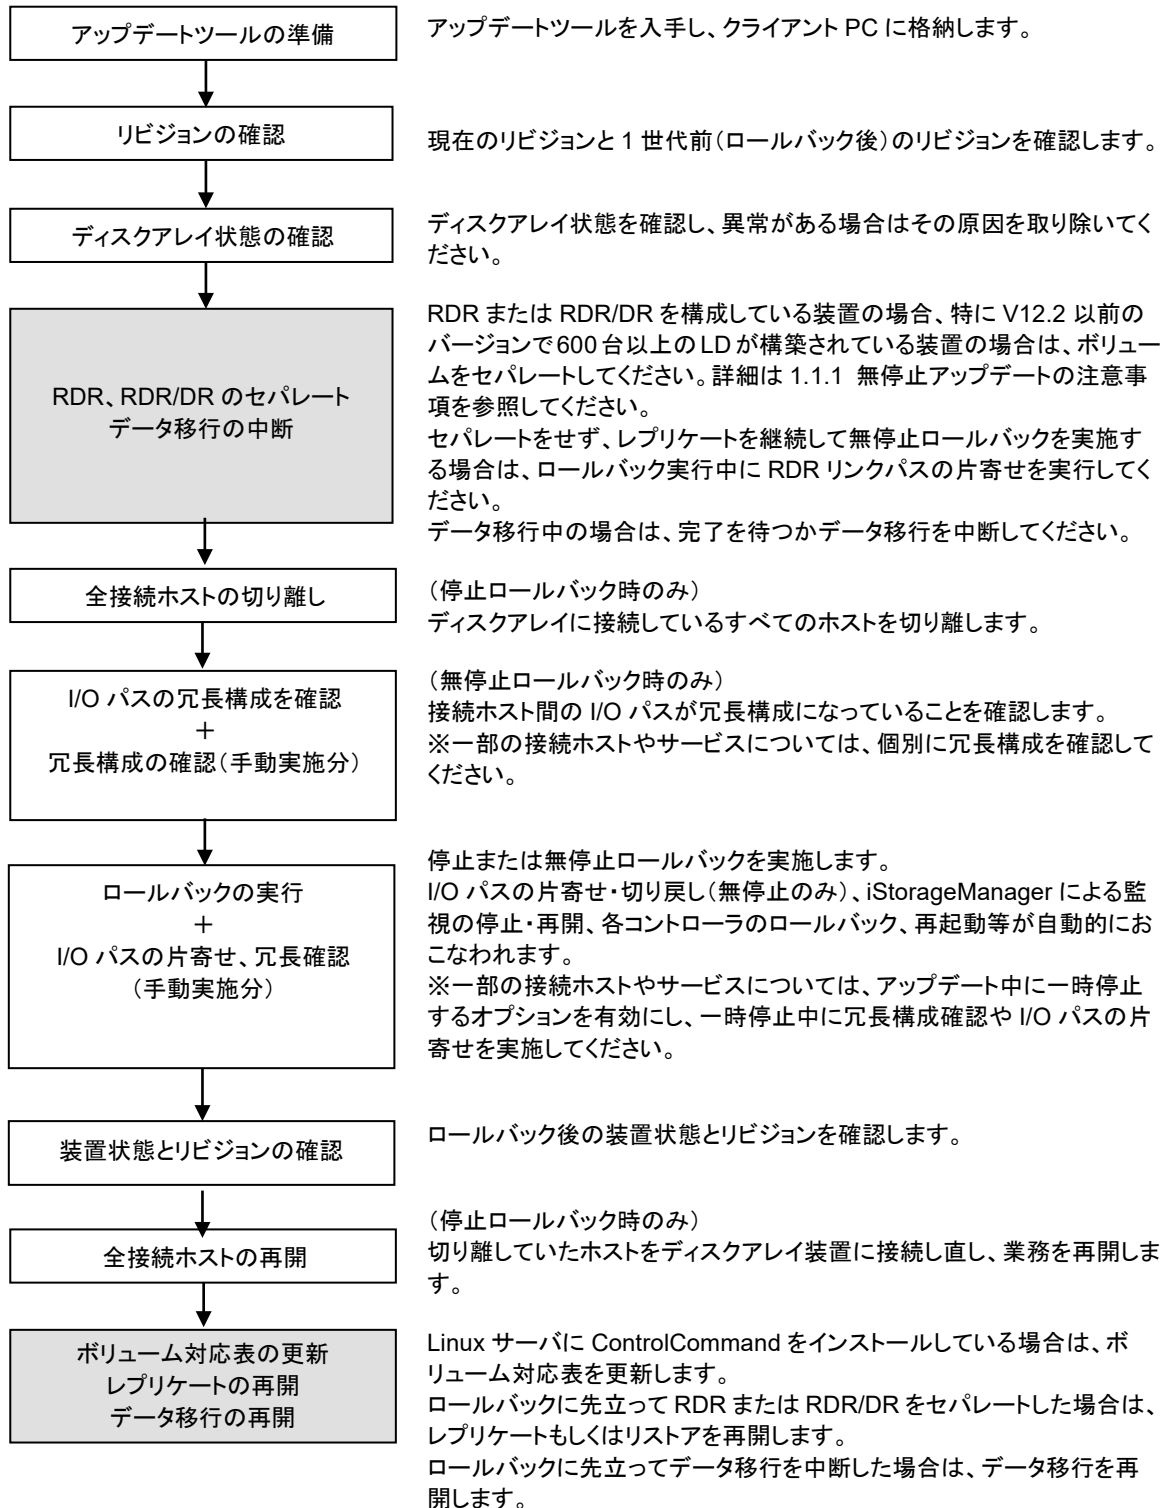 アップデートツールの準備
アップデートツールを入手し、クライアント PC に格納します。
リビジョンの確認
現在のリビジョンと 1 世代前（ロールバック後）のリビジョンを確認します。
ディスクアレイ状態の確認
ディスクアレイ状態を確認し、異常がある場合はその原因を取り除いてく
ださい。
RDR、RDR/DR のセパレート
データ移行の中断
RDR または RDR/DR を構成している装置の場合、特に V12.2 以前の
バージョンで 600 台以上の LD が構築されている装置の場合は、ボリュー
ムをセパレートしてください。詳細は 1.1.1 無停止アップデートの注意事
項を参照してください。
セパレートをせず、レプリケートを継続して無停止ロールバックを実施す
る場合は、ロールバック実行中に RDR リンクパスの片寄せを実行してく
ださい。
データ移行中の場合は、完了を待つかデータ移行を中断してください。
全接続ホストの切り離し
（停止ロールバック時のみ）
ディスクアレイに接続しているすべてのホストを切り離します。
I/O パスの冗長構成を確認
＋
冗長構成の確認（手動実施分）
（無停止ロールバック時のみ）
接続ホスト間の I/O パスが冗長構成になっていることを確認します。
※一部の接続ホストやサービスについては、個別に冗長構成を確認して
ください。
ロールバックの実行
＋
I/O パスの片寄せ、冗長確認
（手動実施分）
停止または無停止ロールバックを実施します。
I/O パスの片寄せ・切り戻し（無停止のみ）、iStorageManager による監
視の停止・再開、各コントローラのロールバック、再起動等が自動的にお
こなわれます。
※一部の接続ホストやサービスについては、アップデート中に一時停止
するオプションを有効にし、一時停止中に冗長構成確認や I/O パスの片
寄せを実施してください。
装置状態とリビジョンの確認
ロールバック後の装置状態とリビジョンを確認します。
全接続ホストの再開
（停止ロールバック時のみ）
切り離していたホストをディスクアレイ装置に接続し直し、業務を再開しま
す。
ボリューム対応表の更新
レプリケートの再開
データ移行の再開
Linux サーバに ControlCommand をインストールしている場合は、ボ
リューム対応表を更新します。
ロールバックに先立って RDR または RDR/DR をセパレートした場合は、
レプリケートもしくはリストアを再開します。
ロールバックに先立ってデータ移行を中断した場合は、データ移行を再
開します。